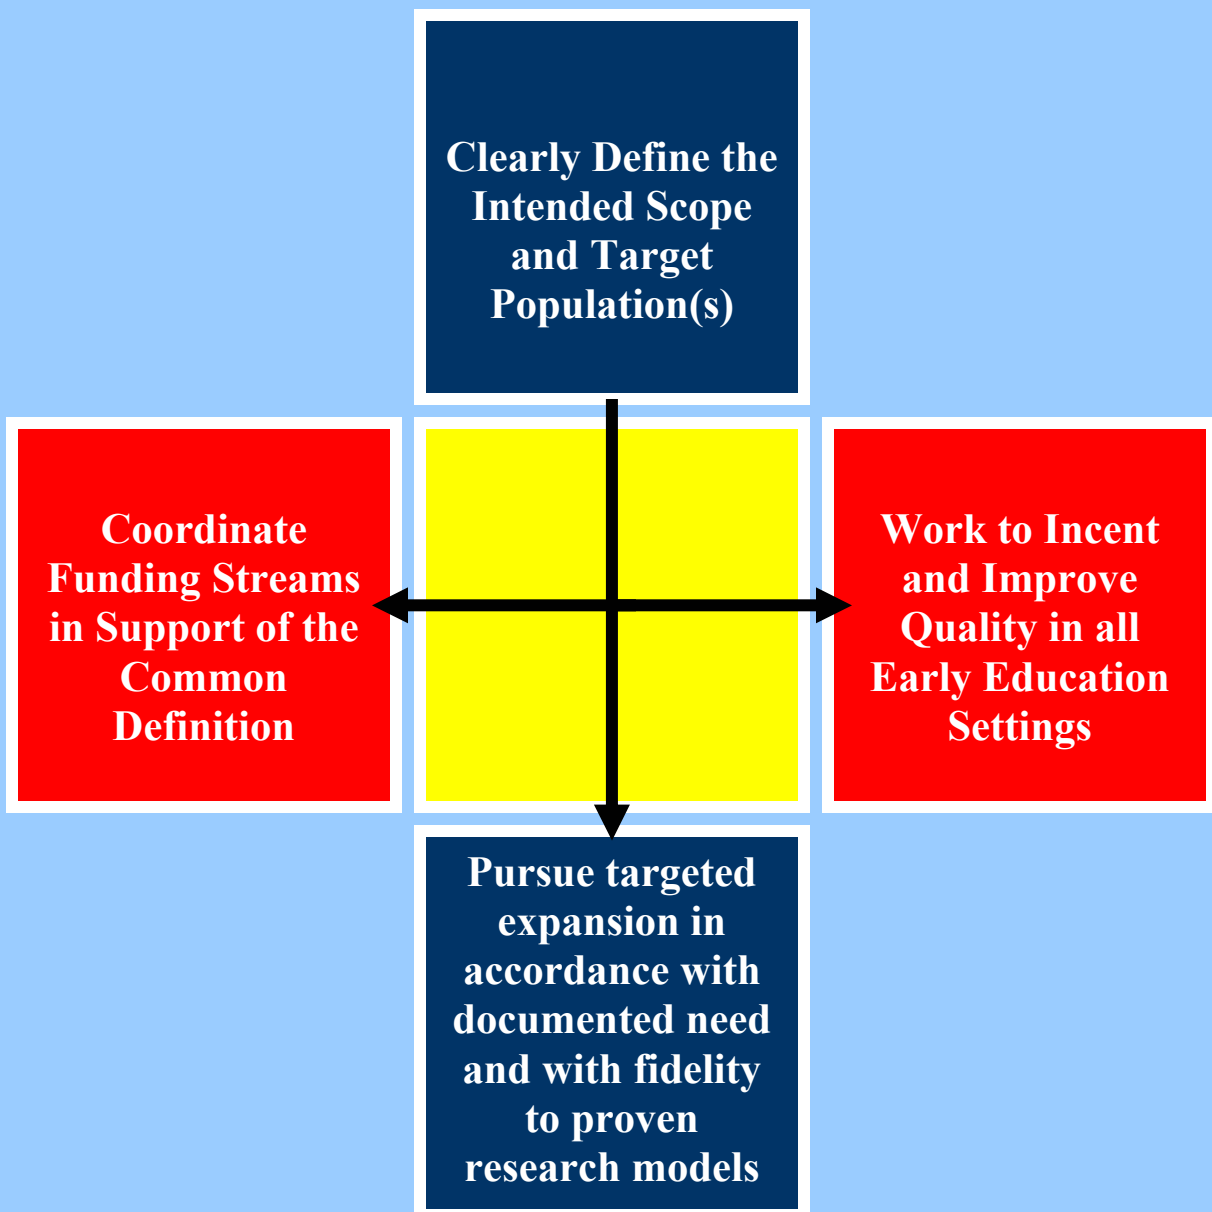 Clearly Define the
Intended Scope
and Target
Population(s)
Coordinate
Funding Streams
in Support of the
Common
Definition
Work to Incent
and Improve
Quality in all
Early Education
Settings
Pursue targeted
expansion in
accordance with
documented need
and with fidelity
to proven
research models